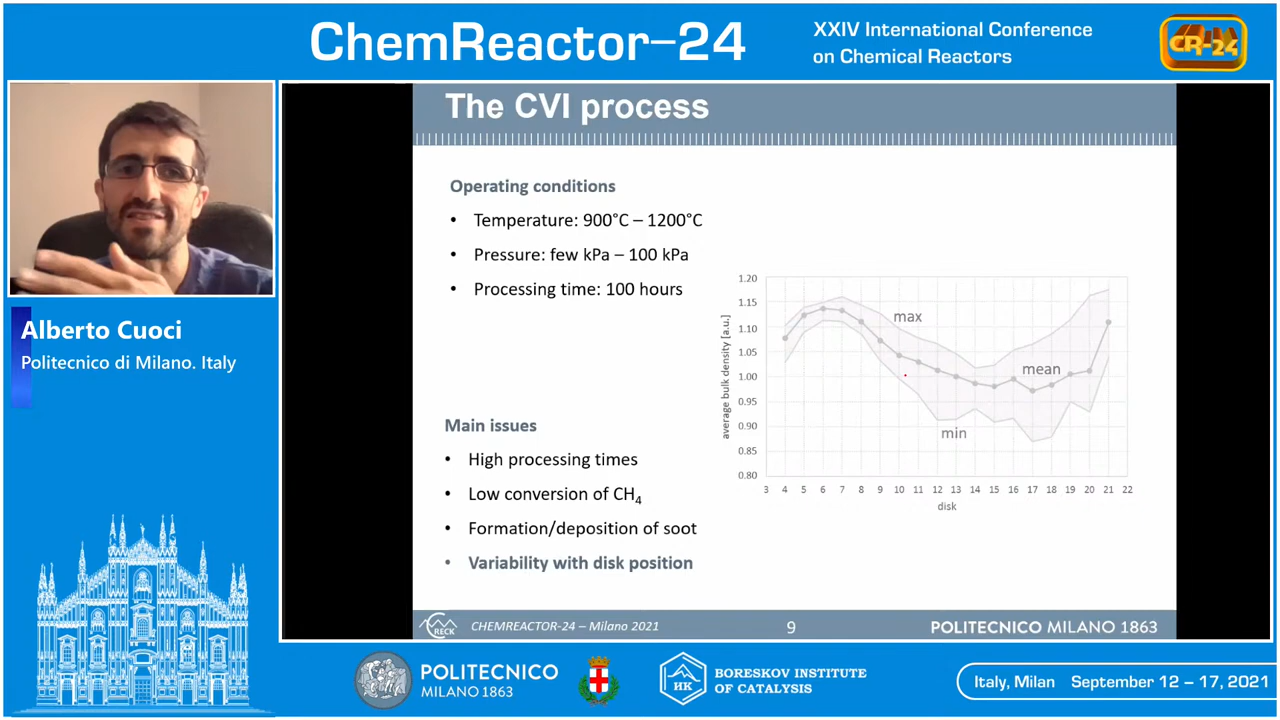 ChemReactor-24
XXIV International Conference
on Chemical Reactors
CR-24
Alberto Cuoci
Politecnico di Milano. Italy
The CVI process
Operating conditions
• Temperature: 900°C – 1200°C
• Pressure: few kPa – 100 kPa
• Processing time: 100 hours
Main issues
• High processing times
• Low conversion of CH4
• Formation/deposition of soot
• Variability with disk position
average bulk density [a.u.]
1.20
1.15
1.10
1.05
1.00
0.95
0.90
0.85
0.80
max
mean
min
3 4 5 6 7 8 9 10 11 12 13 14 15 16 17 18 19 20 21 22
disk
CRECK
CHEMREACTOR-24 – Milano 2021
9
POLITECNICO MILANO 1863
POLITECNICO
MILANO 1863
HK
BORESKOV INSTITUTE
OF CATALYSIS
Italy, Milan September 12 – 17, 2021